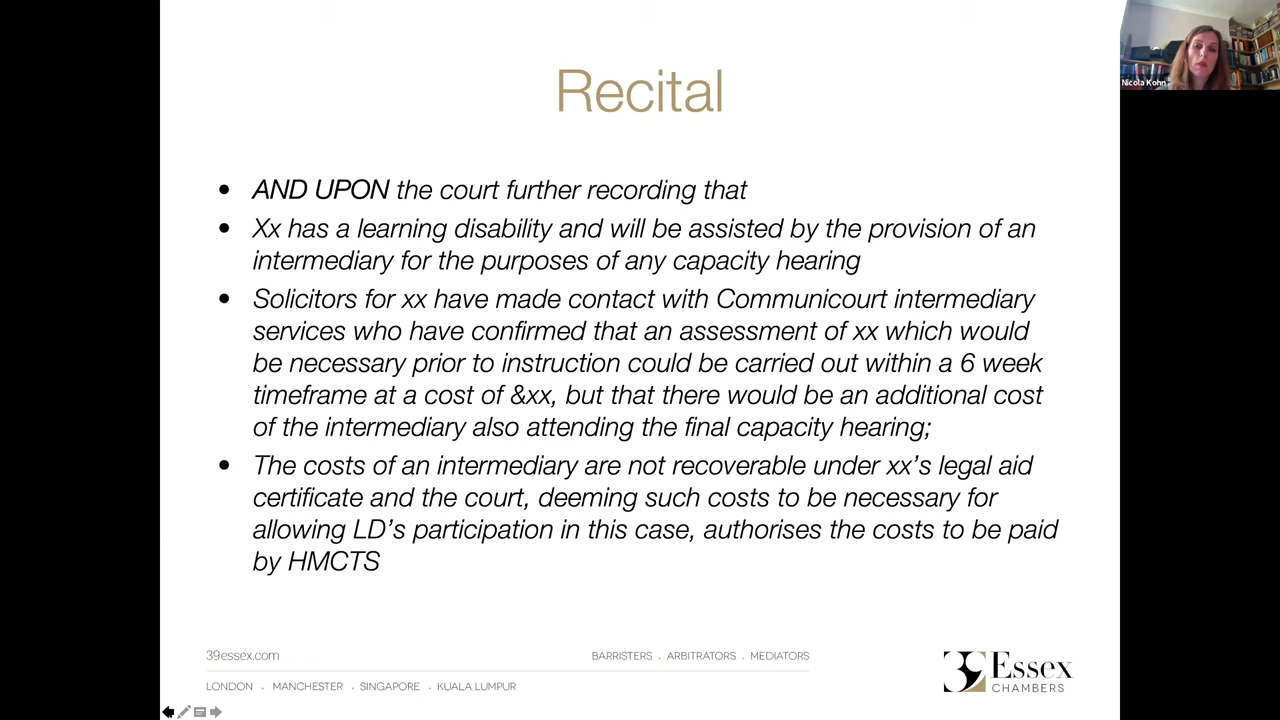 Recital
Nicola Kohn
• AND UPON the court further recording that
• Xx has a learning disability and will be assisted by the provision of an
intermediary for the purposes of any capacity hearing
• Solicitors for xx have made contact with Communicourt intermediary
services who have confirmed that an assessment of xx which would
be necessary prior to instruction could be carried out within a 6 week
timeframe at a cost of &xx, but that there would be an additional cost
of the intermediary also attending the final capacity hearing;
• The costs of an intermediary are not recoverable under xx's legal aid
certificate and the court, deeming such costs to be necessary for
allowing LD's participation in this case, authorises the costs to be paid
by HMCTS
39essex.com
BARRISTERS . ARBITRATORS . MEDIATORS
LONDON . MANCHESTER . SINGAPORE . KUALA LUMPUR
39 Essex
CHAMBERS